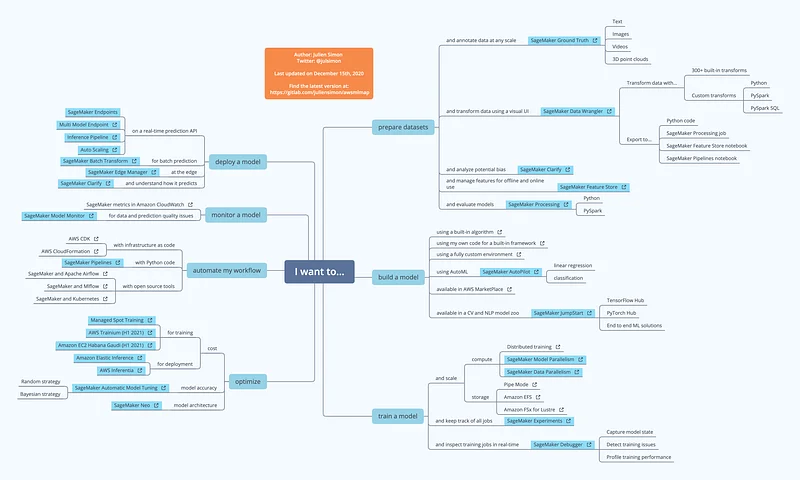 Author: Julien Simon
Twitter: @julsimon
Last updated on December 15th, 2020
Find the latest version at:
https://gitlab.com/juliensimon/awsmlmap
I want to...
prepare datasets
and annotate data at any scale
SageMaker Ground Truth
Text
Images
Videos
3D point clouds
and transform data using a visual UI
SageMaker Data Wrangler
Transform data with...
300+ built-in transforms
Custom transforms
Python
PySpark
PySpark SQL
Export to...
Python code
SageMaker Processing job
SageMaker Feature Store notebook
SageMaker Pipelines notebook
and analyze potential bias
SageMaker Clarify
and manage features for offline and online
use
SageMaker Feature Store
and evaluate models
SageMaker Processing
Python
PySpark
build a model
using a built-in algorithm
using my own code for a built-in framework
using a fully custom environment
using AutoML
SageMaker AutoPilot
linear regression
classification
available in AWS MarketPlace
available in a CV and NLP model zoo
SageMaker JumpStart
TensorFlow Hub
PyTorch Hub
End to end ML solutions
train a model
and scale
compute
Distributed training
SageMaker Model Parallelism
SageMaker Data Parallelism
storage
Pipe Mode
Amazon EFS
Amazon FSx for Lustre
and keep track of all jobs
SageMaker Experiments
and inspect training jobs in real-time
SageMaker Debugger
Capture model state
Detect training issues
Profile training performance
deploy a model
on a real-time prediction API
SageMaker Endpoints
Multi Model Endpoint
Inference Pipeline
Auto Scaling
for batch prediction
SageMaker Batch Transform
at the edge
SageMaker Edge Manager
and understand how it predicts
SageMaker Clarify
monitor a model
SageMaker metrics in Amazon CloudWatch
for data and prediction quality issues
SageMaker Model Monitor
automate my workflow
with infrastructure as code
AWS CDK
AWS CloudFormation
with Python code
SageMaker Pipelines
with open source tools
SageMaker and Apache Airflow
SageMaker and Mlflow
SageMaker and Kubernetes
optimize
cost
for training
Managed Spot Training
AWS Trainium (H1 2021)
Amazon EC2 Habana Gaudi (H1 2021)
for deployment
Amazon Elastic Inference
AWS Inferentia
model accuracy
SageMaker Automatic Model Tuning
Random strategy
Bayesian strategy
model architecture
SageMaker Neo